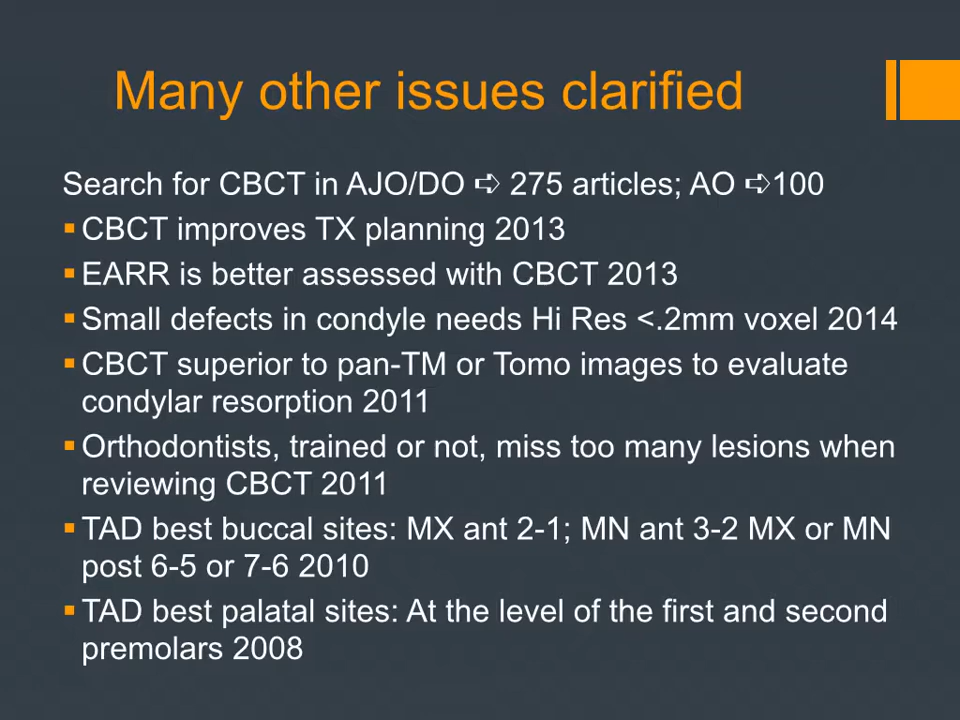 Many other issues clarified
Search for CBCT in AJO/DO ➪ 275 articles; AO ➪100
▪ CBCT improves TX planning 2013
▪ EARR is better assessed with CBCT 2013
▪ Small defects in condyle needs Hi Res <.2mm voxel 2014
▪ CBCT superior to pan-TM or Tomo images to evaluate
condylar resorption 2011
▪ Orthodontists, trained or not, miss too many lesions when
reviewing CBCT 2011
▪ TAD best buccal sites: MX ant 2-1; MN ant 3-2 MX or MN
post 6-5 or 7-6 2010
▪ TAD best palatal sites: At the level of the first and second
premolars 2008